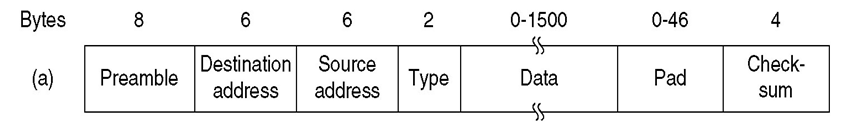 Bytes 8 6 6 2 0-1500 0-46 4
(a) Preamble Destination address Source address Type Data Pad Check-sum